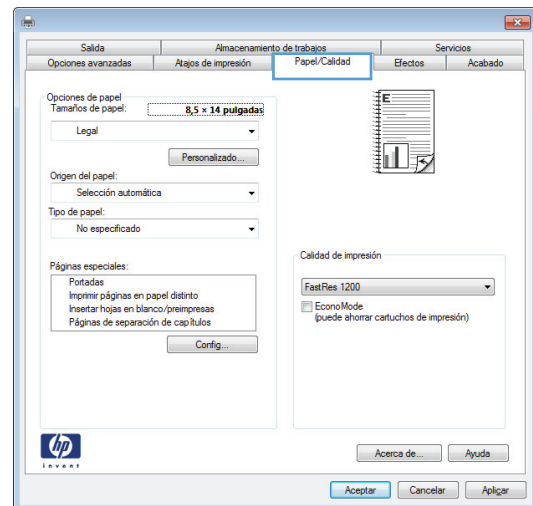 Salida Almacenamiento de trabajos Servicios
Opciones avanzadas Atajos de impresión Papel/Calidad Efectos Acabado
Opciones de papel
Tamaños de papel: 8,5 × 14 pulgadas
Legal
Personalizado...
Origen del papel:
Selección automática
Tipo de papel:
No especificado
Páginas especiales:
Portadas
Imprimir páginas en papel distinto
Insertar hojas en blanco/preimpresas
Páginas de separación de capítulos
Config...
E
Calidad de impresión
FastRes 1200
EconoMode
(puede ahorrar cartuchos de impresión)
hp
invent
Acerca de... Ayuda
Aceptar Cancelar Aplicar